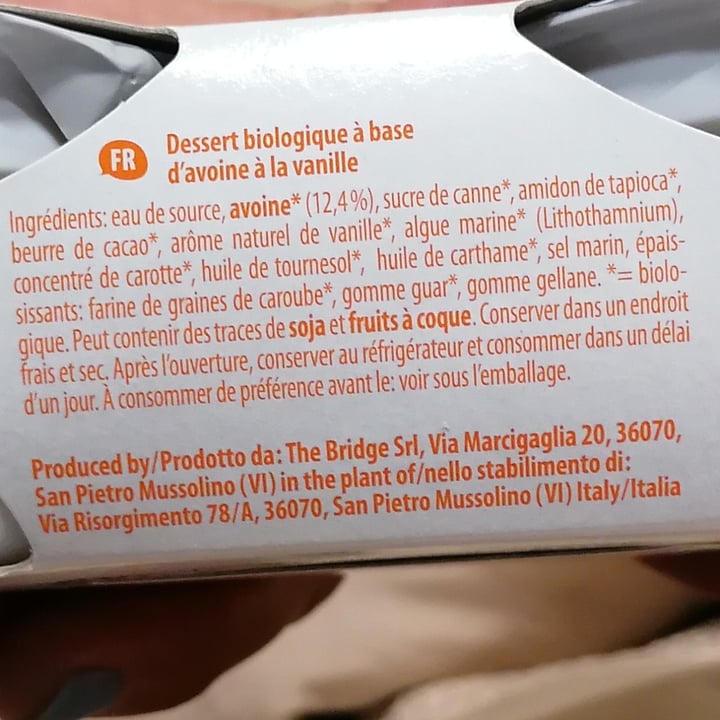 FR
Dessert biologique à base
d'avoine à la vanille
Ingrédients: eau de source, avoine* (12,4%), sucre de canne*, amidon de tapioca*,
beurre de cacao*, arôme naturel de vanille*, algue marine* (Lithothamnium),
concentré de carotte*, huile de tournesol*, huile de carthame*, sel marin, épais-
sissants: farine de graines de caroube*, gomme guar*, gomme gellane. *= biolo-
gique. Peut contenir des traces de soja et fruits à coque. Conserver dans un endroit
frais et sec. Après l'ouverture, conserver au réfrigérateur et consommer dans un délai
d'un jour. À consommer de préférence avant le: voir sous l'emballage.
Produced by/Prodotto da: The Bridge Srl, Via Marcigaglia 20, 36070,
San Pietro Mussolino (VI) in the plant of/nello stabilimento di:
Via Risorgimento 78/A, 36070, San Pietro Mussolino (VI) Italy/Italia